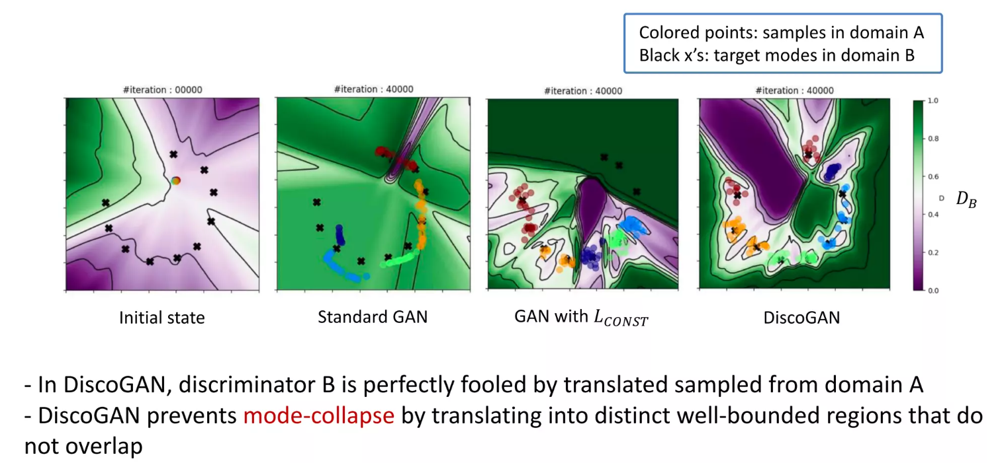 Colored points: samples in domain A
Black x's: target modes in domain B
#iteration : 00000
#iteration : 40000
#iteration : 40000
#iteration : 40000
1.0
0.8
0.6
D
0.4
0.2
0.0
D_B
Initial state
Standard GAN
GAN with L_CONST
DiscoGAN
- In DiscoGAN, discriminator B is perfectly fooled by translated sampled from domain A
- DiscoGAN prevents mode-collapse by translating into distinct well-bounded regions that do
not overlap